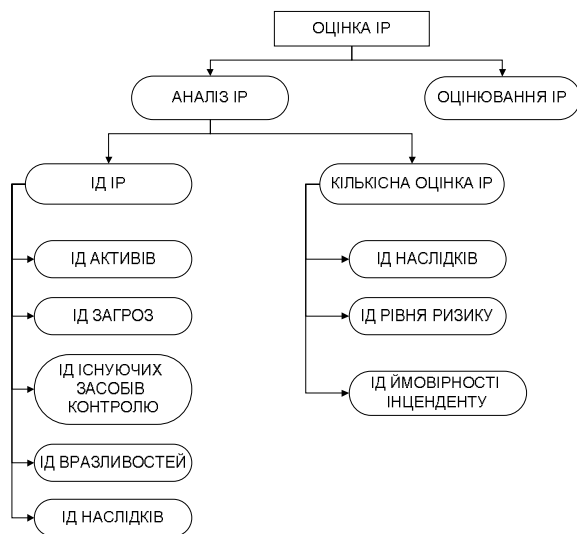 ОЦІНКА ІР
АНАЛІЗ ІР
ОЦІНЮВАННЯ ІР
ІД ІР
КІЛЬКІСНА ОЦІНКА ІР
ІД АКТИВІВ
ІД ЗАГРОЗ
ІД ІСНУЮЧИХ
ЗАСОБІВ
КОНТРОЛЮ
ІД ВРАЗЛИВОСТЕЙ
ІД НАСЛІДКІВ
ІД НАСЛІДКІВ
ІД РІВНЯ РИЗИКУ
ІД ЙМОВІРНОСТІ
ІНЦЕНДЕНТУ